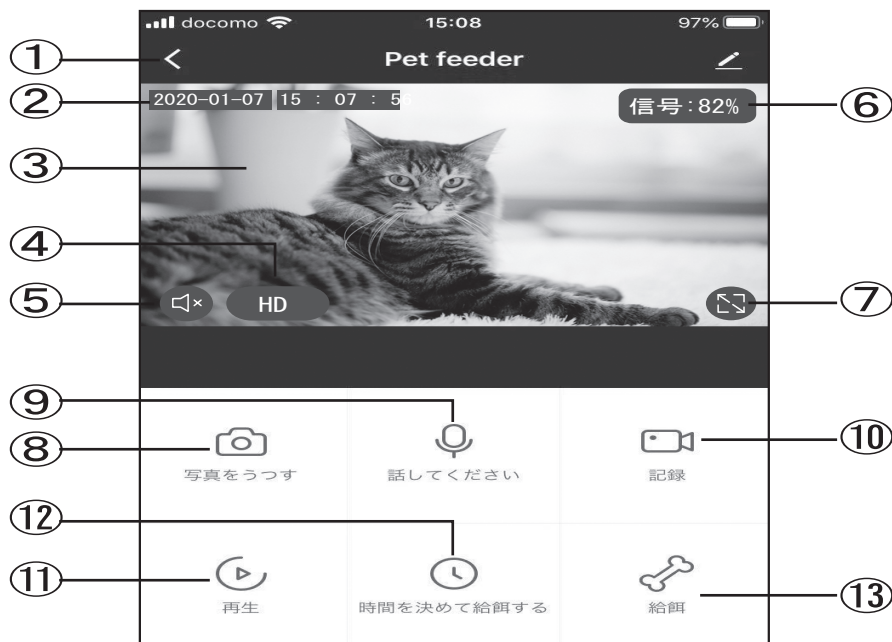 docomo 15:08 97%
① Pet feeder
② 2020-01-07 15 : 07 : 5
信号:82% ⑥
③
④
⑤ HD ⑦
⑨
⑧ ⑩
写真をうつす 話してください 記録
⑫
⑪ ⑬
再生 時間を決めて給餌する 給餌